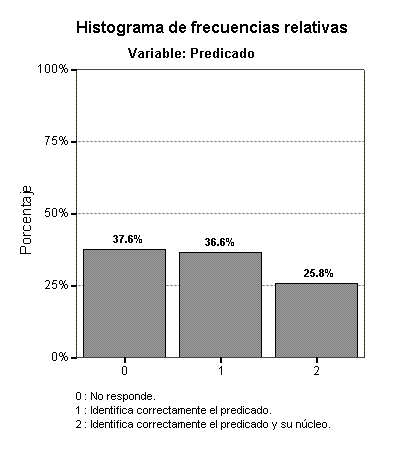 Histograma de frecuencias relativas
Variable: Predicado
100%
75%
50%
25%
0%
Porcentaje
37.6%
36.6%
25.8%
0
1
2
0 : No responde.
1 : Identifica correctamente el predicado.
2 : Identifica correctamente el predicado y su núcleo.